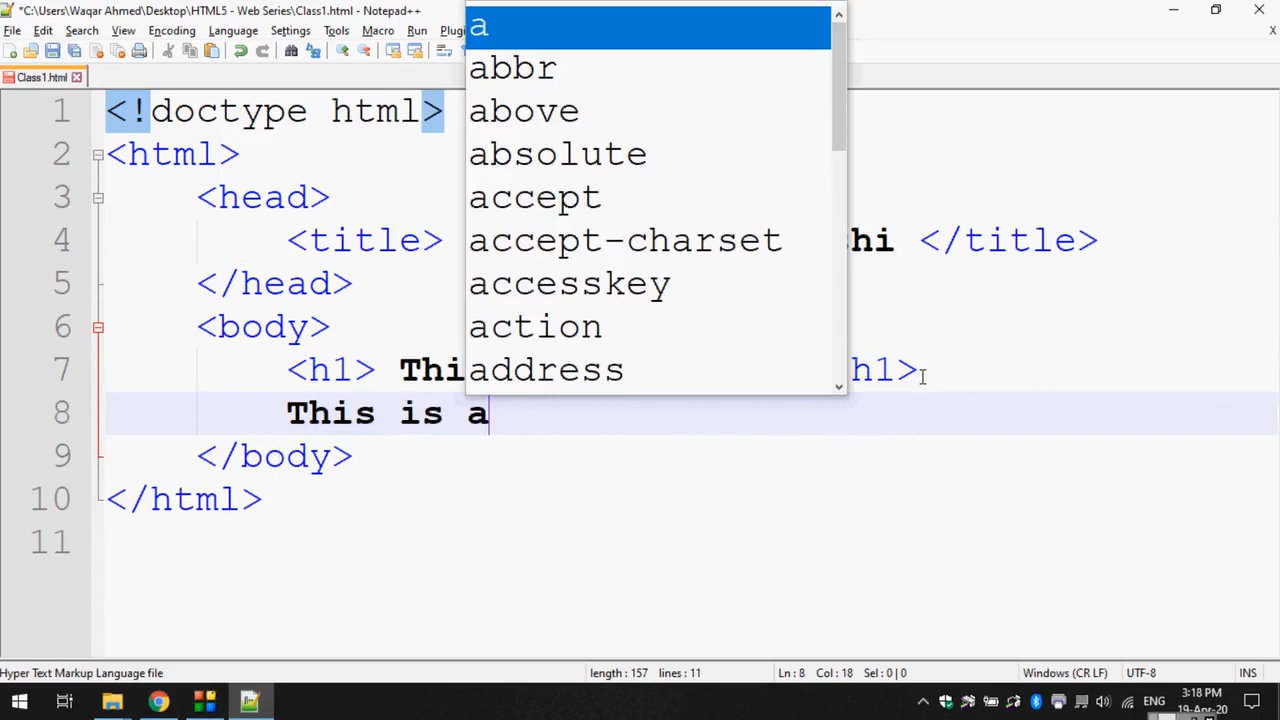 *C:\Users\Waqar Ahmed\Desktop\HTML5 - Web Series\Class1.html - Notepad++
File Edit Search View Encoding Language Settings Tools Macro Run Plugi X
Class1.html
1 <!doctype html>
2 <html>
3 <head>
4 <title> shi </title>
5 </head>
6 <body>
7 <h1> Thi h1>
8 This is a
9 </body>
10 </html>
11
a
abbr
above
absolute
accept
accept-charset
accesskey
action
address
Hyper Text Markup Language file length : 157 lines : 11 Ln : 8 Col : 18 Sel : 0 | 0 Windows (CR LF) UTF-8 INS
ENG 3:18 PM
19-Apr-20